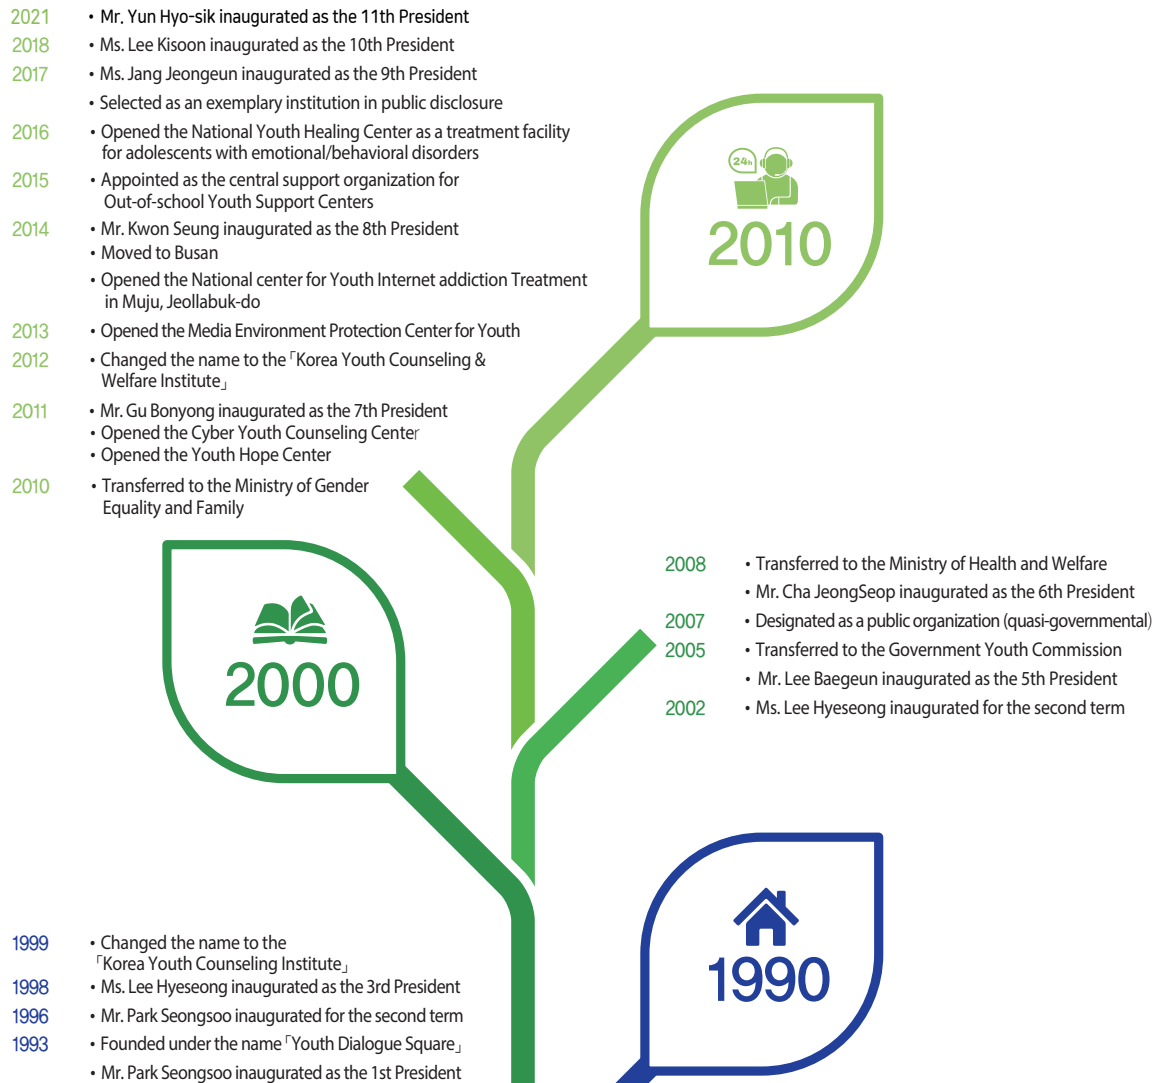 2021 • Mr. Yun Hyo-sik inaugurated as the 11th President
2018 • Ms. Lee Kisoon inaugurated as the 10th President
2017 • Ms. Jang Jeongeun inaugurated as the 9th President
• Selected as an exemplary institution in public disclosure
2016 • Opened the National Youth Healing Center as a treatment facility
for adolescents with emotional/behavioral disorders
2015 • Appointed as the central support organization for
Out-of-school Youth Support Centers
2014 • Mr. Kwon Seung inaugurated as the 8th President
• Moved to Busan
• Opened the National center for Youth Internet addiction Treatment
in Muju, Jeollabuk-do
2013 • Opened the Media Environment Protection Center for Youth
2012 • Changed the name to the「Korea Youth Counseling &
Welfare Institute」
2011 • Mr. Gu Bonyong inaugurated as the 7th President
• Opened the Cyber Youth Counseling Center
• Opened the Youth Hope Center
2010 • Transferred to the Ministry of Gender
Equality and Family
24h
2010
2008 • Transferred to the Ministry of Health and Welfare
• Mr. Cha JeongSeop inaugurated as the 6th President
2007 • Designated as a public organization (quasi-governmental)
2005 • Transferred to the Government Youth Commission
• Mr. Lee Baegeun inaugurated as the 5th President
2002 • Ms. Lee Hyeseong inaugurated for the second term
2000
1999 • Changed the name to the
「Korea Youth Counseling Institute」
1998 • Ms. Lee Hyeseong inaugurated as the 3rd President
1996 • Mr. Park Seongsoo inaugurated for the second term
1993 • Founded under the name「Youth Dialogue Square」
• Mr. Park Seongsoo inaugurated as the 1st President
1990